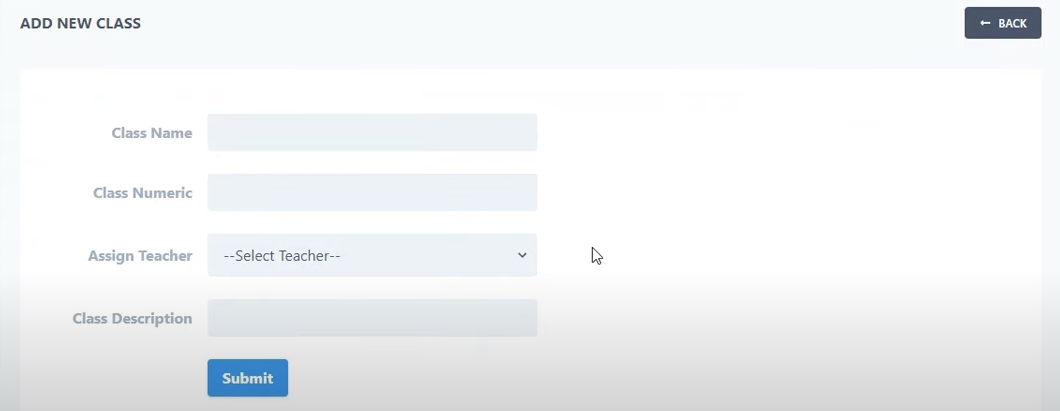 ADD NEW CLASS
← BACK
Class Name
Class Numeric
Assign Teacher
--Select Teacher--
Class Description
Submit